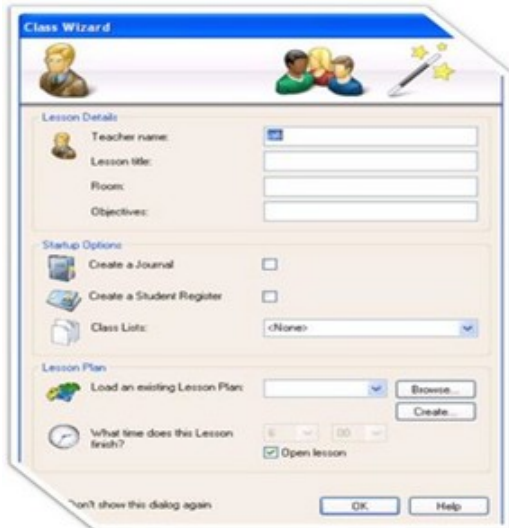 Class Wizard
Lesson Details
Teacher name:
Lesson title:
Room:
Objectives:
Startup Options
Create a Journal
Create a Student Register
Class Lists: <None>
Lesson Plan
Load an existing Lesson Plan: Browse...
Create...
What time does this Lesson finish? 6 00
Open lesson
Don't show this dialog again OK Help